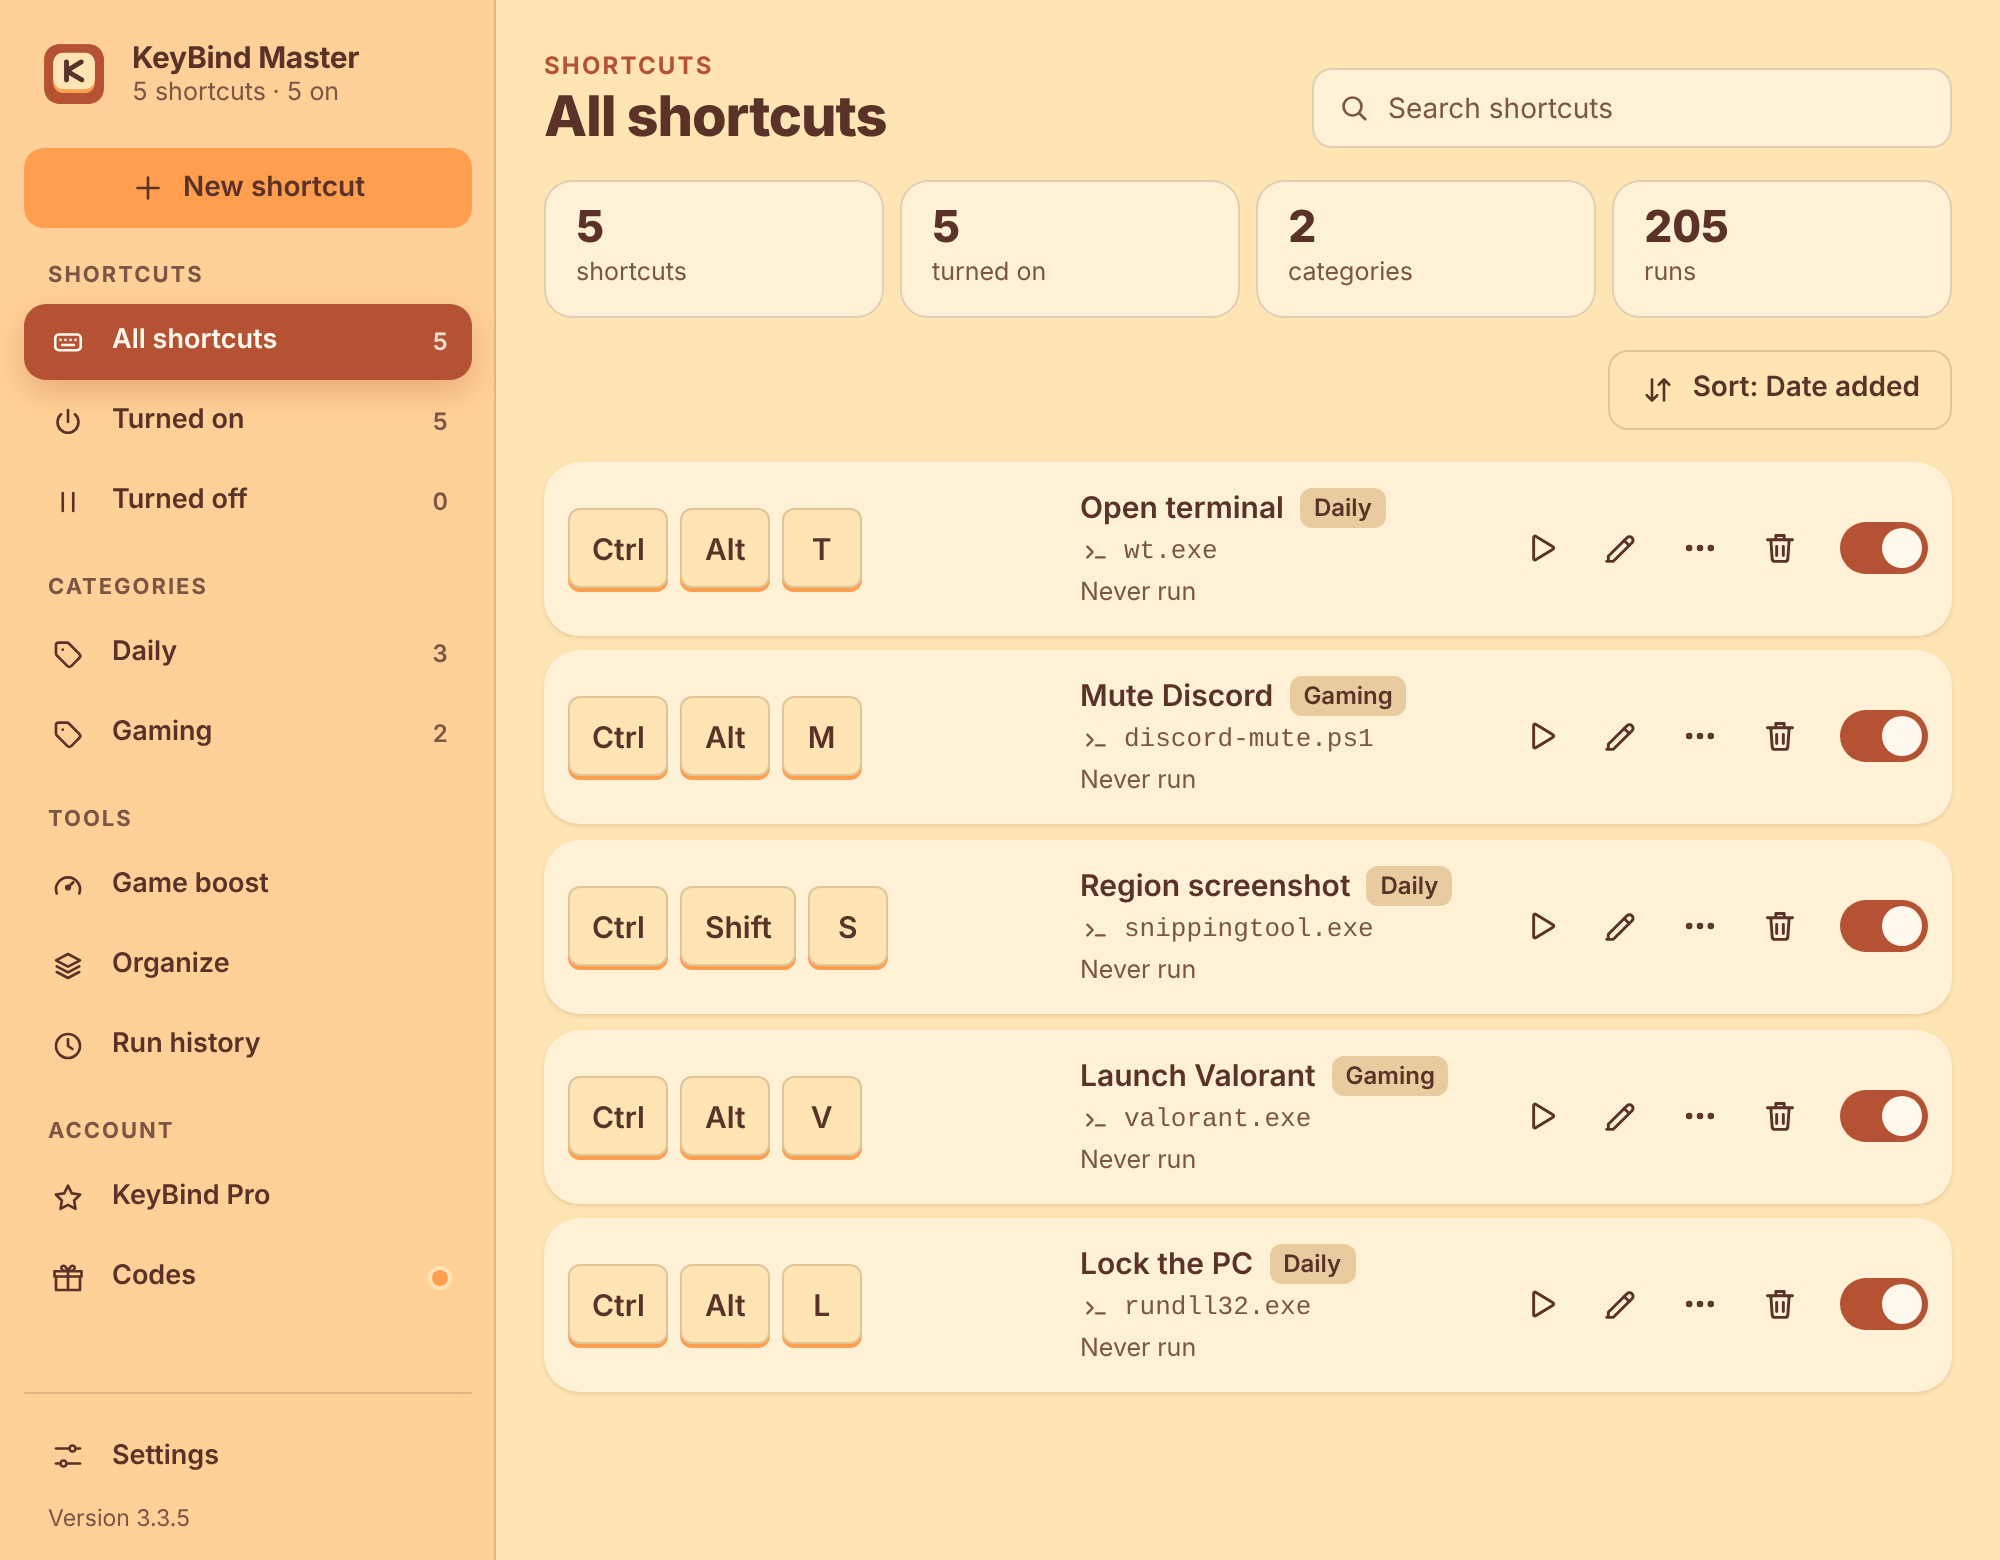 KeyBind Master
5 shortcuts · 5 on
New shortcut
SHORTCUTS
All shortcuts 5
Turned on 5
Turned off 0
CATEGORIES
Daily 3
Gaming 2
TOOLS
Game boost
Organize
Run history
ACCOUNT
KeyBind Pro
Codes
Settings
Version 3.3.5
SHORTCUTS
All shortcuts
Search shortcuts
5
shortcuts
5
turned on
2
categories
205
runs
Sort: Date added
Ctrl Alt T
Open terminal Daily
wt.exe
Never run
Ctrl Alt M
Mute Discord Gaming
discord-mute.ps1
Never run
Ctrl Shift S
Region screenshot Daily
snippingtool.exe
Never run
Ctrl Alt V
Launch Valorant Gaming
valorant.exe
Never run
Ctrl Alt L
Lock the PC Daily
rundll32.exe
Never run